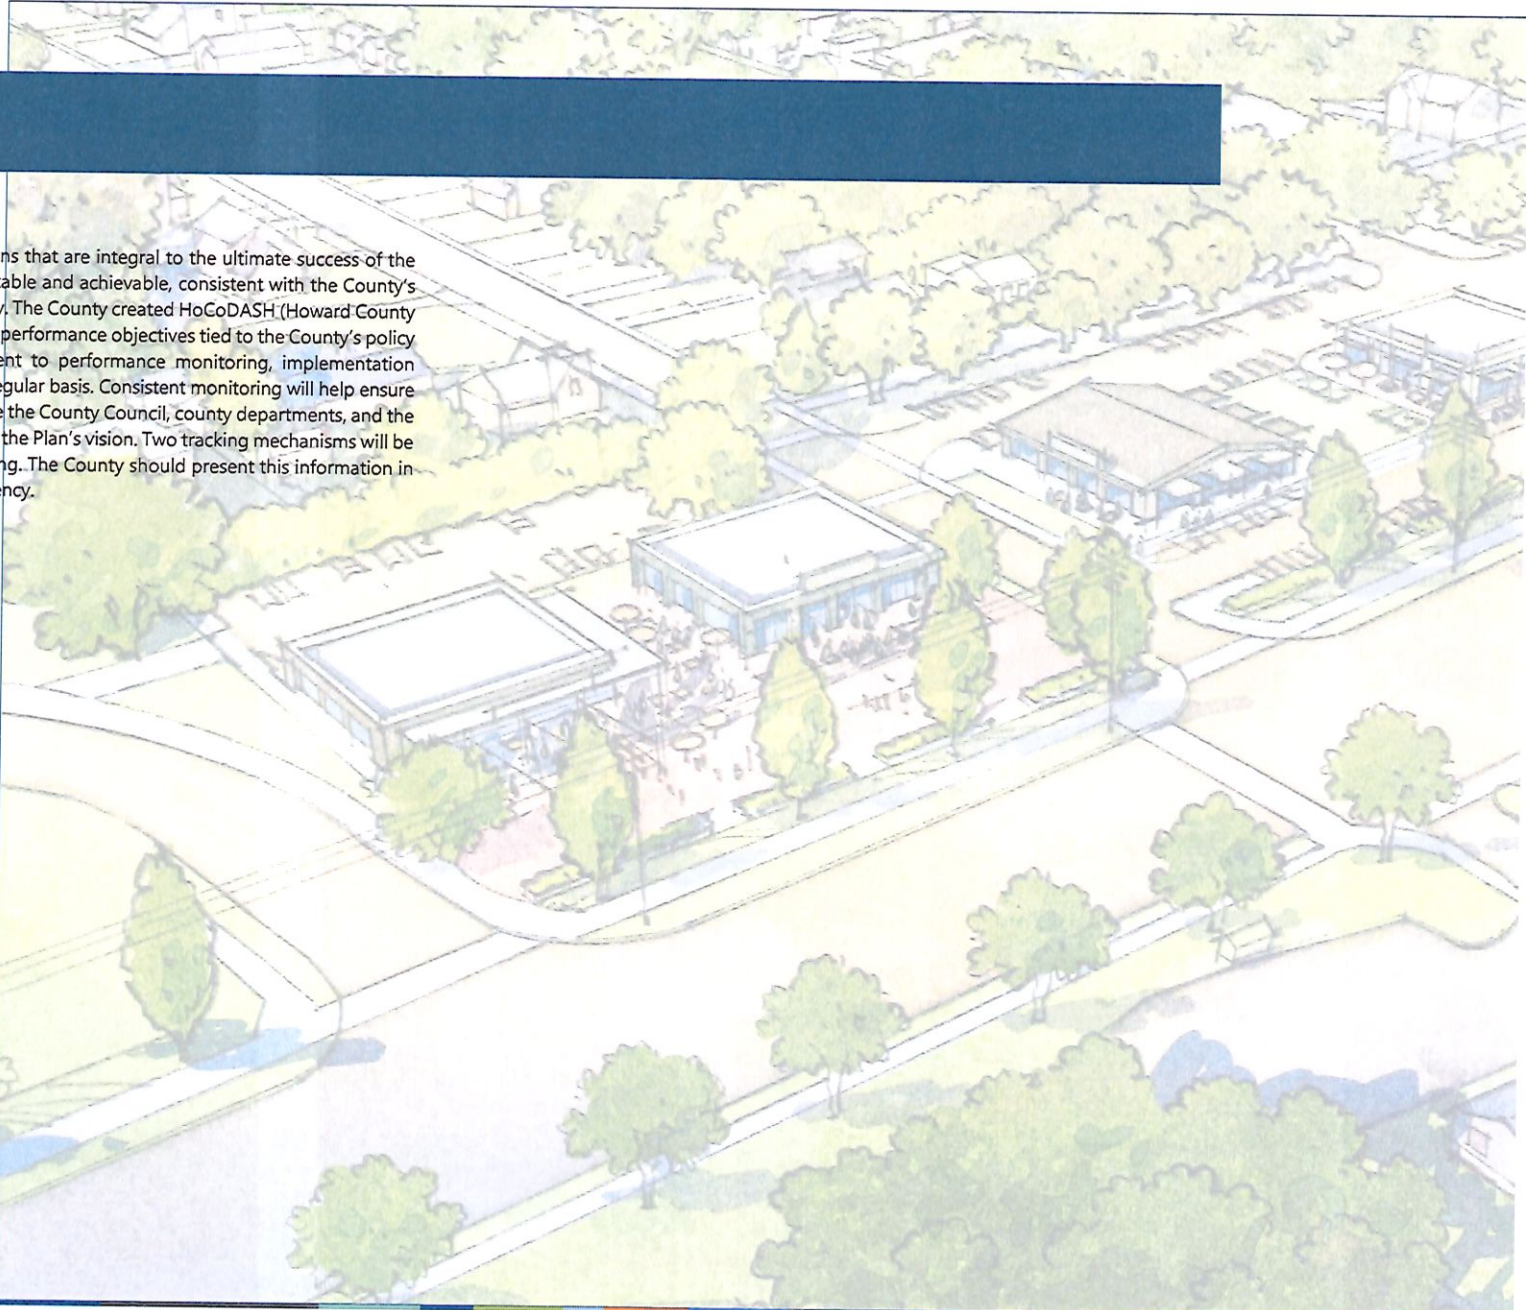 ns that are integral to the ultimate success of the
able and achievable, consistent with the County's
y. The County created HoCoDASH (Howard County
performance objectives tied to the County's policy
ent to performance monitoring, implementation
egular basis. Consistent monitoring will help ensure
e the County Council, county departments, and the
the Plan's vision. Two tracking mechanisms will be
ng. The County should present this information in
ncy.